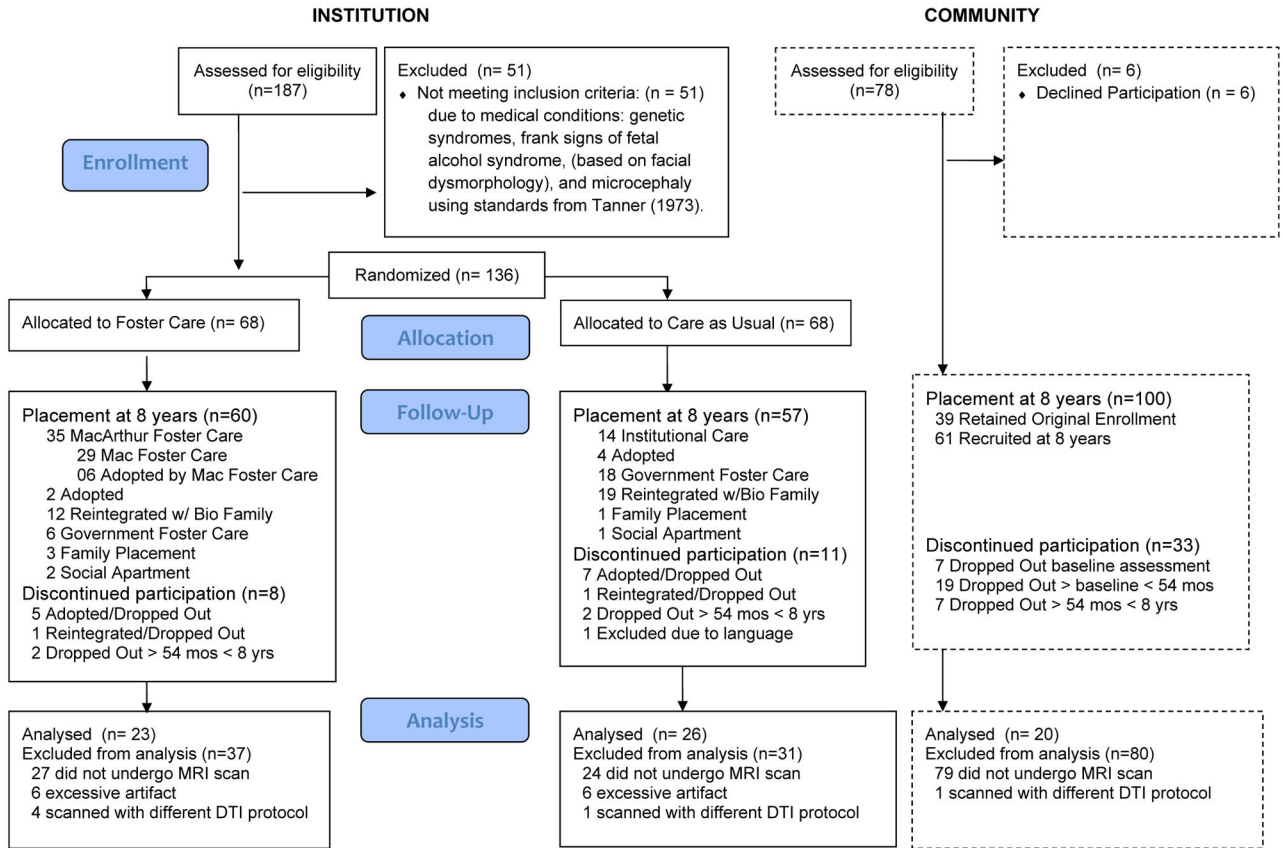 INSTITUTION
COMMUNITY
Assessed for eligibility
(n=187)
Excluded (n= 51)
♦ Not meeting inclusion criteria: (n = 51)
due to medical conditions: genetic
syndromes, frank signs of fetal
alcohol syndrome, (based on facial
dysmorphology), and microcephaly
using standards from Tanner (1973).
Assessed for eligibility
(n=78)
Excluded (n= 6)
♦ Declined Participation (n = 6)
Enrollment
Randomized (n= 136)
Allocated to Foster Care (n= 68)
Allocation
Allocated to Care as Usual (n= 68)
Follow-Up
Placement at 8 years (n=60)
35 MacArthur Foster Care
29 Mac Foster Care
06 Adopted by Mac Foster Care
2 Adopted
12 Reintegrated w/ Bio Family
6 Government Foster Care
3 Family Placement
2 Social Apartment
Discontinued participation (n=8)
5 Adopted/Dropped Out
1 Reintegrated/Dropped Out
2 Dropped Out > 54 mos < 8 yrs
Placement at 8 years (n=57)
14 Institutional Care
4 Adopted
18 Government Foster Care
19 Reintegrated w/Bio Family
1 Family Placement
1 Social Apartment
Discontinued participation (n=11)
7 Adopted/Dropped Out
1 Reintegrated/Dropped Out
2 Dropped Out > 54 mos < 8 yrs
1 Excluded due to language
Placement at 8 years (n=100)
39 Retained Original Enrollment
61 Recruited at 8 years
Discontinued participation (n=33)
7 Dropped Out baseline assessment
19 Dropped Out > baseline < 54 mos
7 Dropped Out > 54 mos < 8 yrs
Analysis
Analysed (n= 23)
Excluded from analysis (n=37)
27 did not undergo MRI scan
6 excessive artifact
4 scanned with different DTI protocol
Analysed (n= 26)
Excluded from analysis (n=31)
24 did not undergo MRI scan
6 excessive artifact
1 scanned with different DTI protocol
Analysed (n= 20)
Excluded from analysis (n=80)
79 did not undergo MRI scan
1 scanned with different DTI protocol